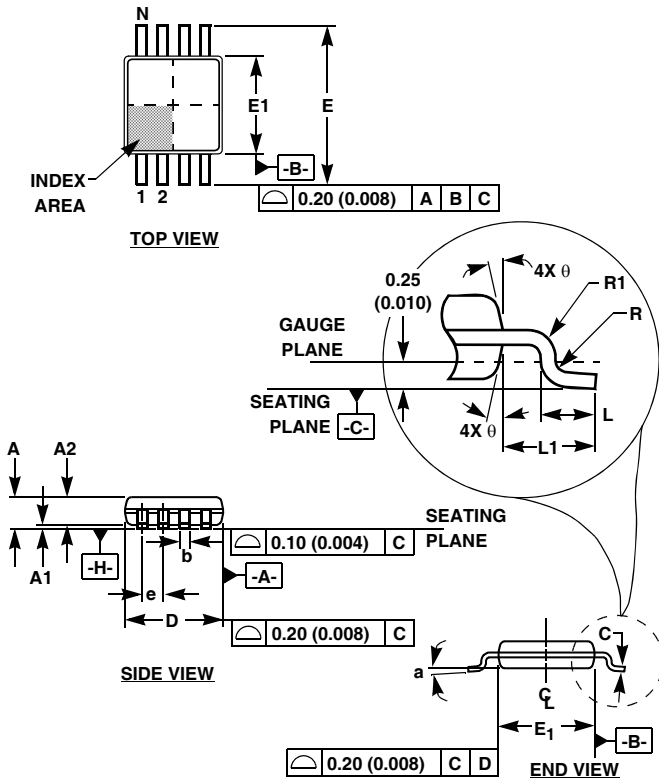 N
E1
E
-B-
INDEX
AREA
1 2
0.20 (0.008) A B C
TOP VIEW
0.25
(0.010)
4X θ
R1
R
GAUGE
PLANE
SEATING
PLANE
-C-
4X θ
L
L1
A A2
SEATING
PLANE
A1
-H-
b
0.10 (0.004) C
e
-A-
D
0.20 (0.008) C
SIDE VIEW
C
a
CL
E1
-B-
0.20 (0.008) C D
END VIEW